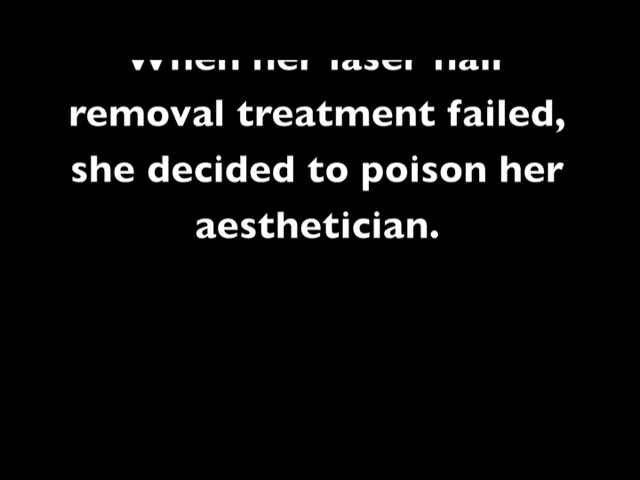 When her laser hair
removal treatment failed,
she decided to poison her
aesthetician.